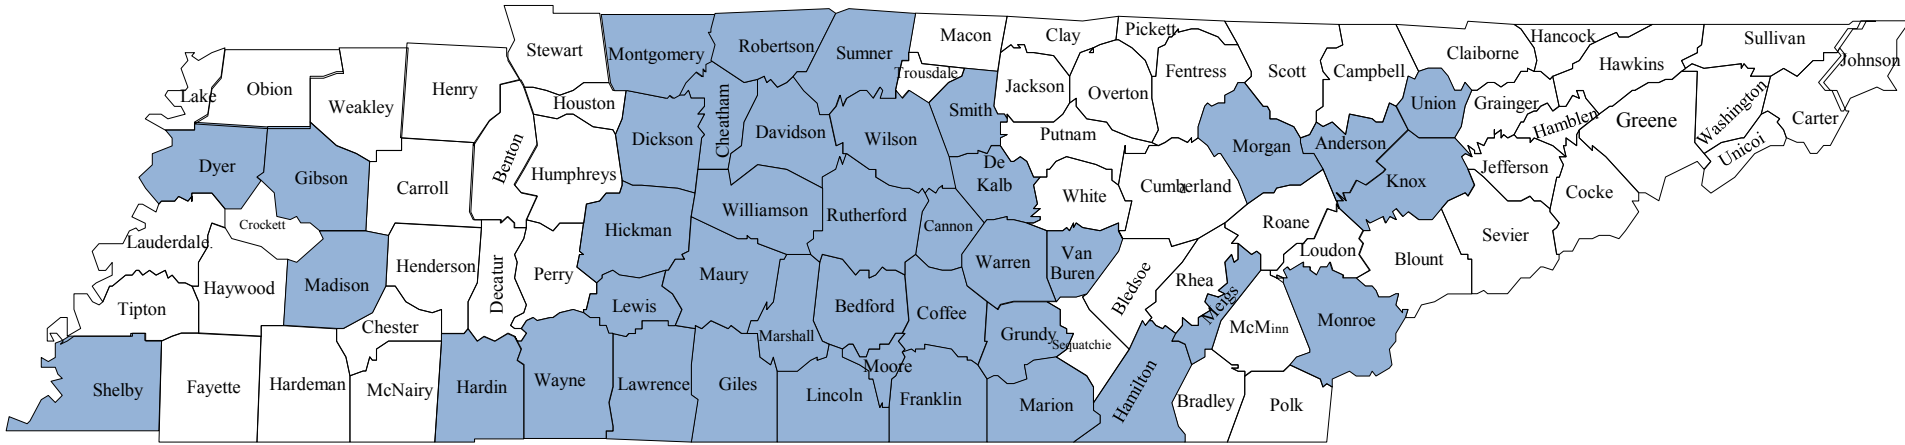 Stewart
Montgomery
Robertson
Sumner
Macon
Clay
Pickett
Hancock
Sullivan
Johnson
Lake
Obion
Weakley
Henry
Houston
Trousdale
Jackson
Overton
Fentress
Scott
Campbell
Claiborne
Hawkins
Washington
Carter
Cheatham
Dickson
Davidson
Wilson
Smith
Putnam
Morgan
Anderson
Union
Grainger
Hamblen
Greene
Unicoi
Dyer
Gibson
Carroll
Benton
Humphreys
De
Kalb
White
Cumberland
Knox
Jefferson
Cocke
Crockett
Lauderdale.
Hickman
Williamson
Rutherford
Cannon
Roane
Loudon
Sevier
Tipton
Haywood
Madison
Henderson
Decatur
Perry
Lewis
Maury
Bedford
Coffee
Warren
Van
Buren
Bledsoe
Rhea
Meigs
Blount
Chester
Marshall
Moore
Grundy
Sequatchie
McMinn
Monroe
Shelby
Fayette
Hardeman
McNairy
Hardin
Wayne
Lawrence
Giles
Lincoln
Franklin
Marion
Hamilton
Bradley
Polk